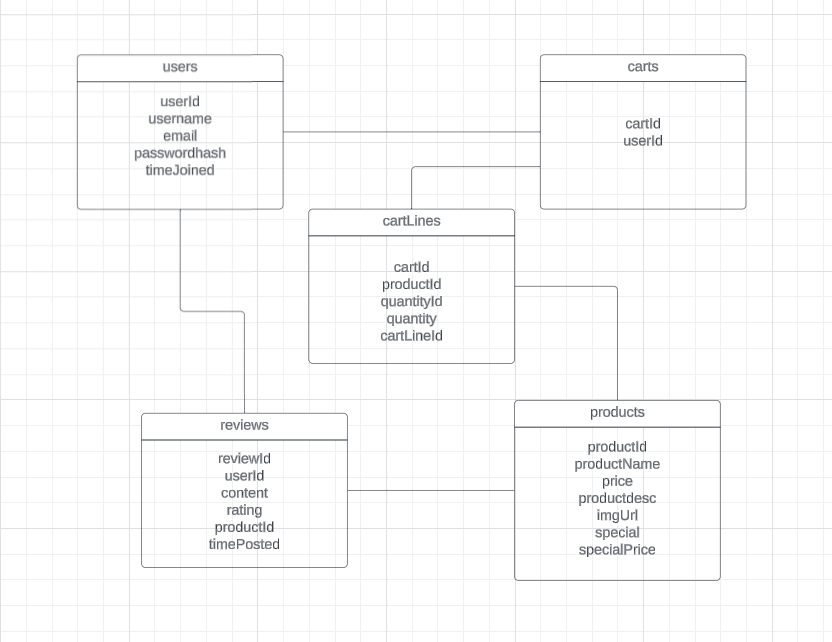 users
userId
username
email
passwordhash
timeJoined
carts
cartId
userId
cartLines
cartId
productId
quantityId
quantity
cartLineId
reviews
reviewId
userId
content
rating
productId
timePosted
products
productId
productName
price
productdesc
imgUrl
special
specialPrice